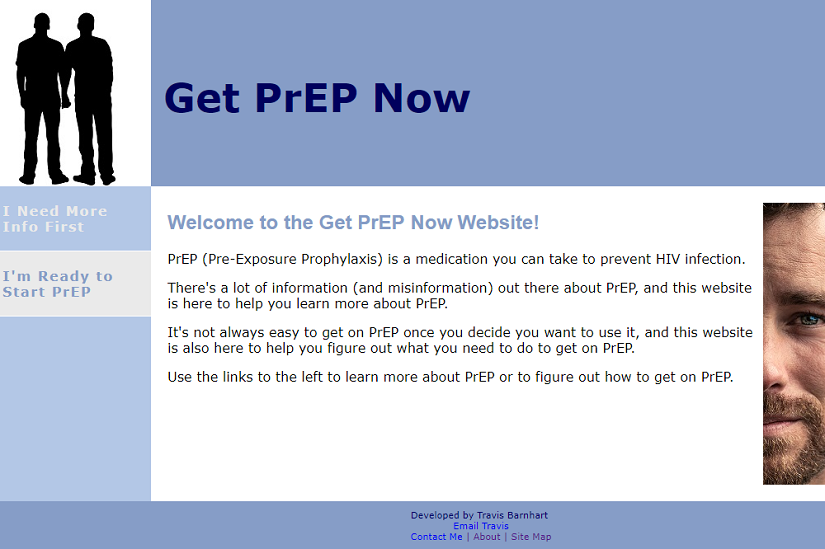 Get PrEP Now
I Need More
Info First
I'm Ready to
Start PrEP
Welcome to the Get PrEP Now Website!
PrEP (Pre-Exposure Prophylaxis) is a medication you can take to prevent HIV infection.
There's a lot of information (and misinformation) out there about PrEP, and this website
is here to help you learn more about PrEP.
It's not always easy to get on PrEP once you decide you want to use it, and this website
is also here to help you figure out what you need to do to get on PrEP.
Use the links to the left to learn more about PrEP or to figure out how to get on PrEP.
Developed by Travis Barnhart
Email Travis
Contact Me | About | Site Map